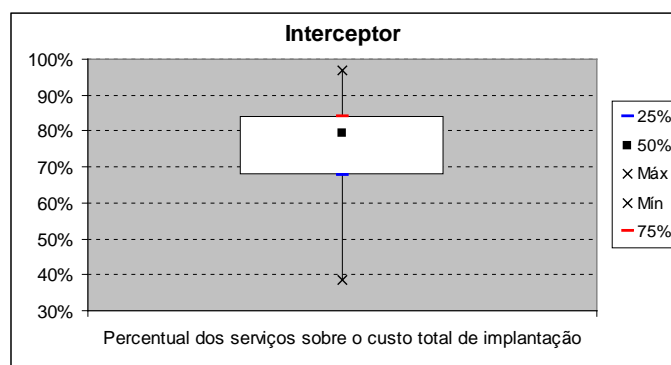 Interceptor
100%
90%
80%
70%
60%
50%
40%
30%
25%
50%
Máx
Mín
75%
Percentual dos serviços sobre o custo total de implantação